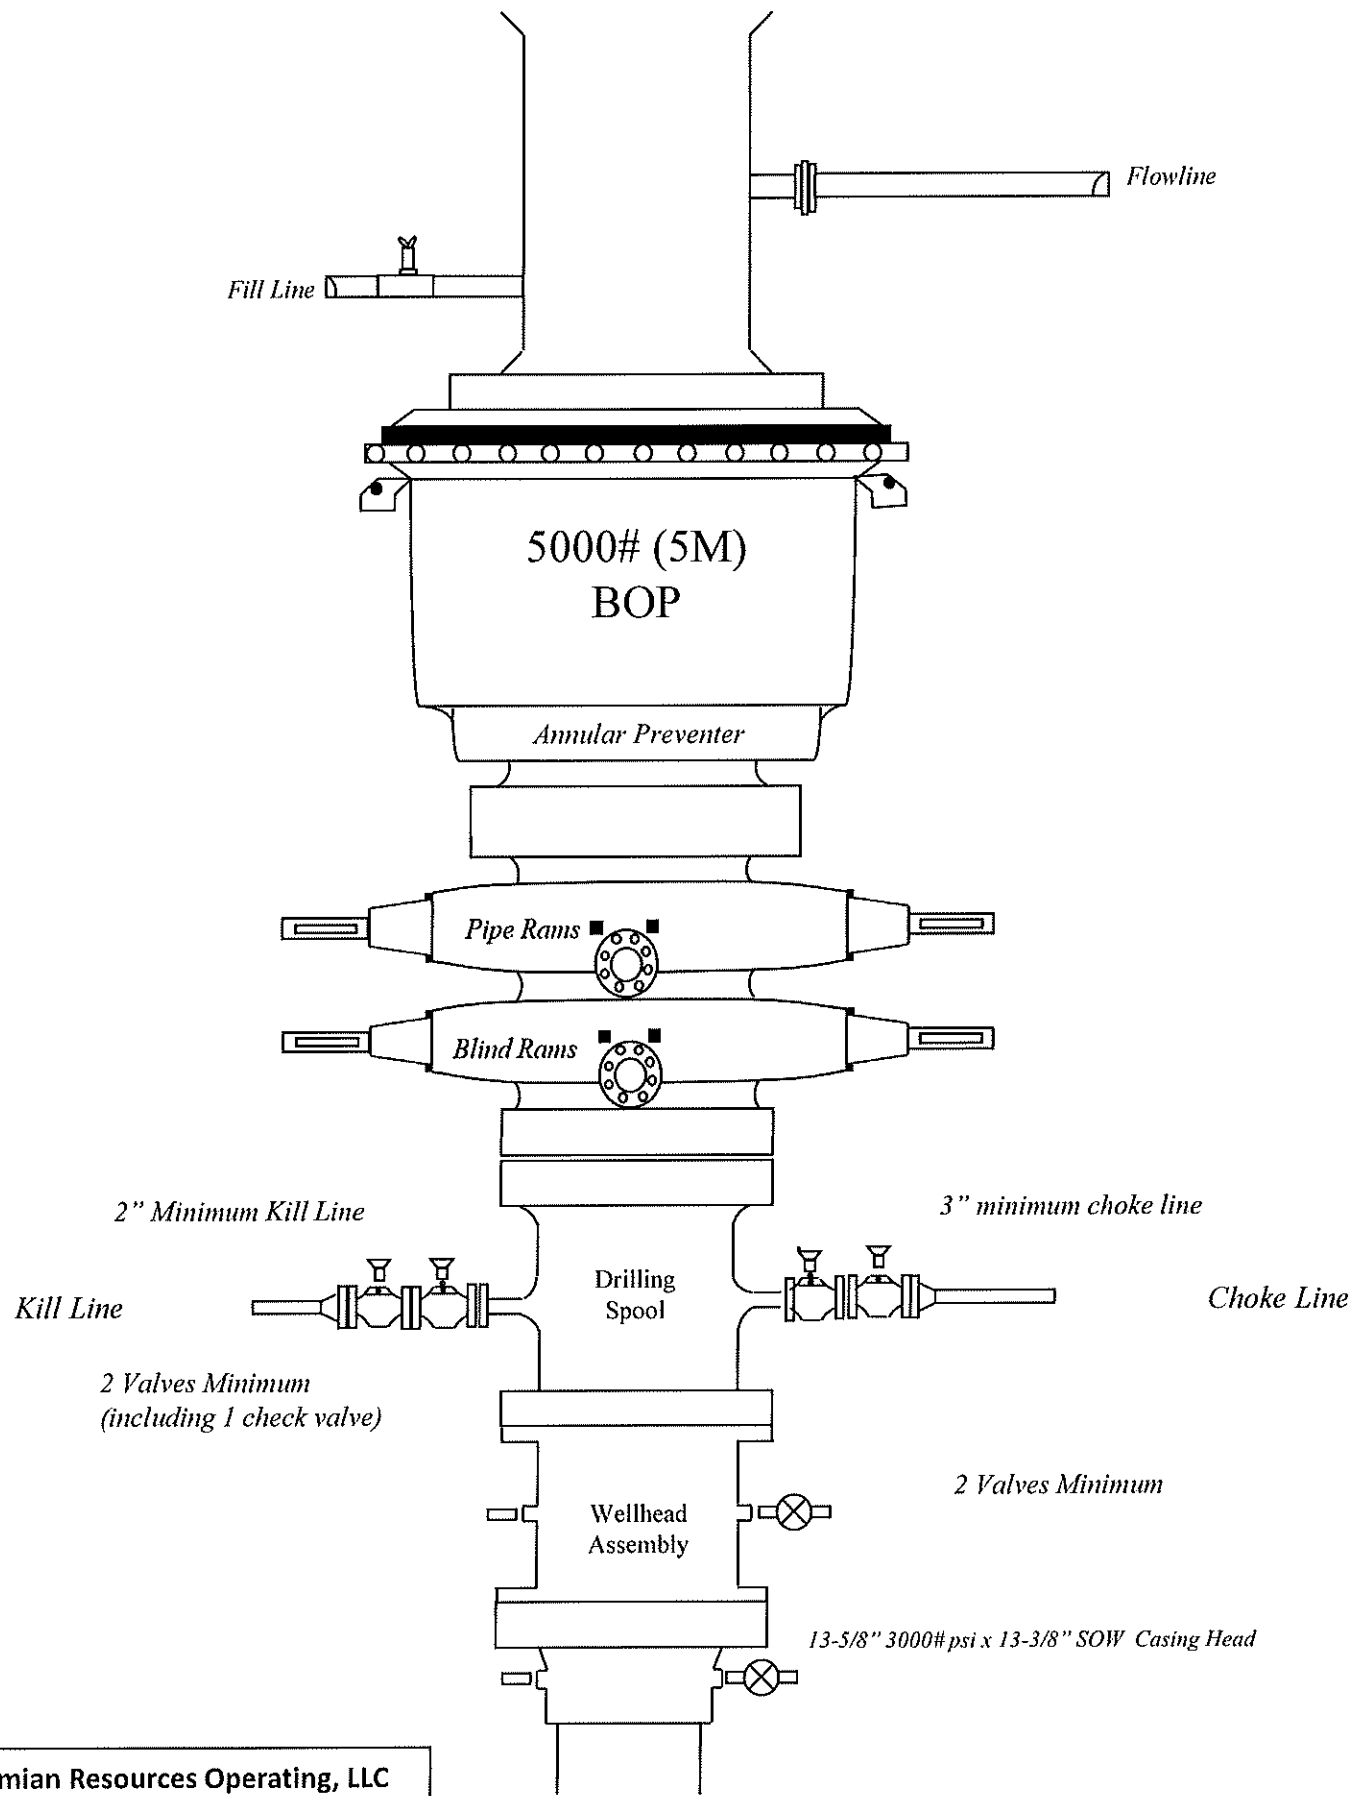 Flowline
Fill Line
5000# (5M)
BOP
Annular Preventer
Pipe Rams
Blind Rams
2” Minimum Kill Line
3” minimum choke line
Drilling
Spool
Kill Line
Choke Line
2 Valves Minimum
(including 1 check valve)
2 Valves Minimum
Wellhead
Assembly
13-5/8” 3000# psi x 13-3/8” SOW Casing Head
mian Resources Operating, LLC